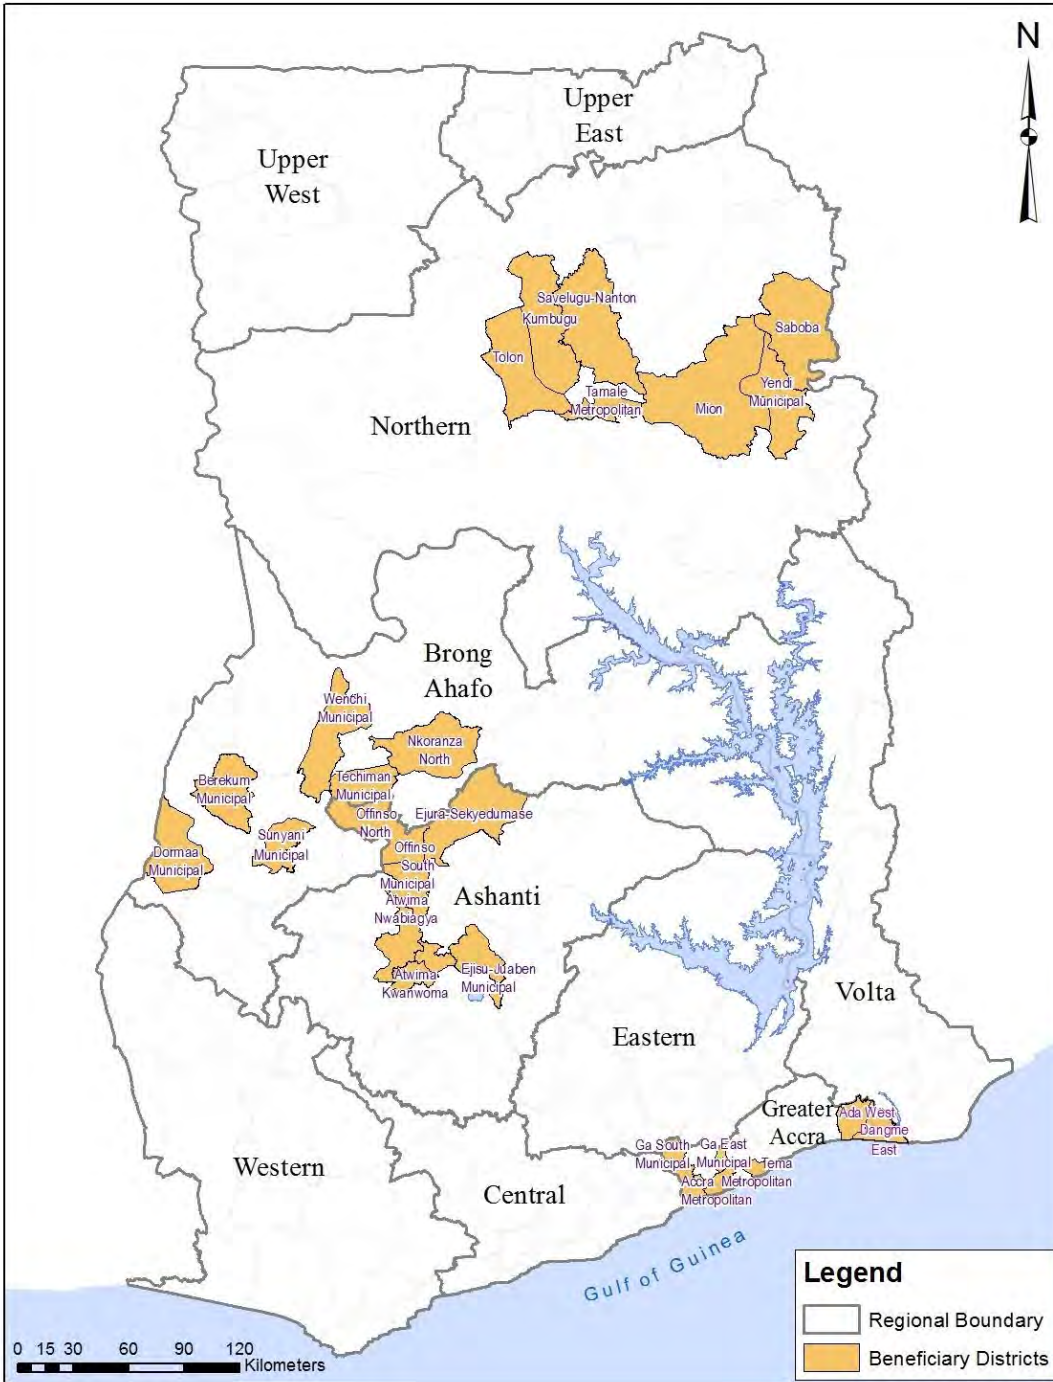 N
Upper
East
Upper
West
Savelugu-Nanton
Kumbugu
Saboba
Tolon
Yendi
Municipal
Tamale
Metropolitan
Mion
Northern
Brong
Ahafo
Wenchi
Municipal
Nkoranza
North
Techiman
Municipal
Berekum
Municipal
Offinso
North
Ejura-Sekyedumase
Sunyani
Municipal
Dormaa
Municipal
Offinso
South
Municipal
Atwima
Nwabiagya
Ashanti
Atwima
Kwanwoma
Ejisu-Juaben
Municipal
Volta
Eastern
Greater
Accra
Ada West
Dangme
East
Ga South
Municipal
Ga East
Municipal
Tema
Metropolitan
Accra
Metropolitan
Western
Central
Gulf of Guinea
Legend
Regional Boundary
Beneficiary Districts
0 15 30 60 90 120
Kilometers